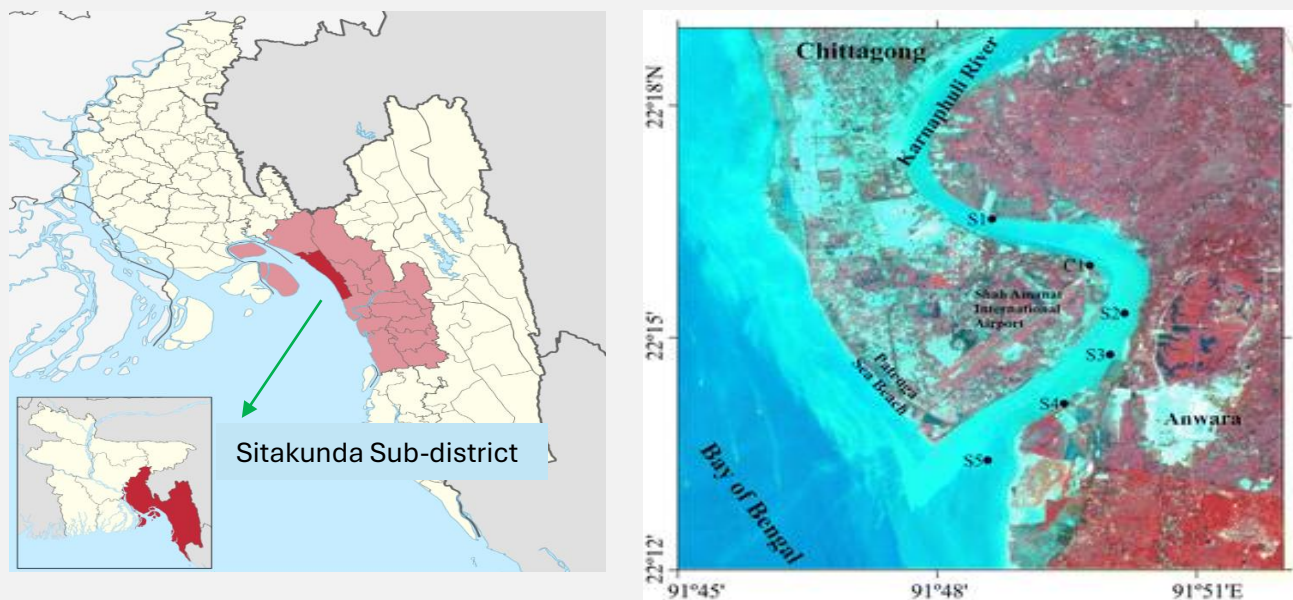 Sitakunda Sub-district
Chittagong
Karnaphuli River
22°18'N
S1
C1
Shah Amanat
International
Airport
S2
22°15'
S3
Patenga
Sea Beach
S4
Anwara
S5
Bay of Bengal
22°12'
91°45'
91°48'
91°51'E